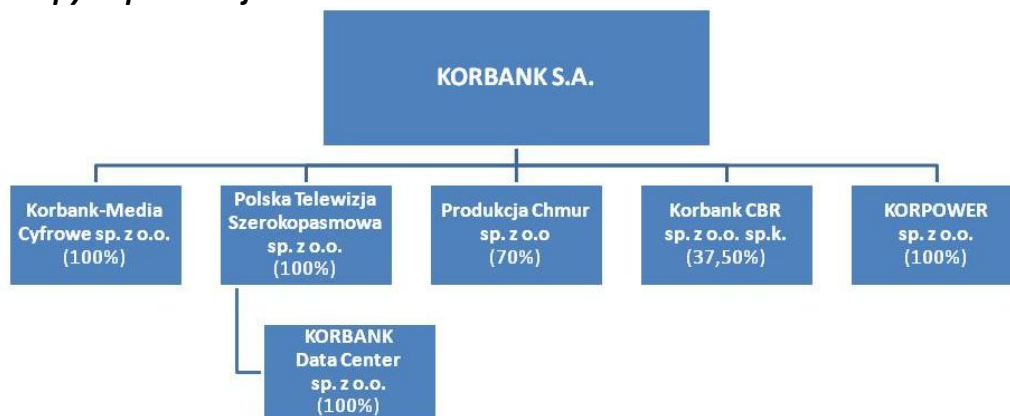 KORBANK S.A.
Korbank-Media
Cyfrowe sp. z o.o.
(100%)
Polska Telewizja
Szerokopasmowa
sp. z o.o.
(100%)
Produkcja Chmur
sp. z o.o
(70%)
Korbank CBR
sp. z o.o. sp.k.
(37,50%)
KORPOWER
sp. z o.o.
(100%)
KORBANK
Data Center
sp. z o.o.
(100%)